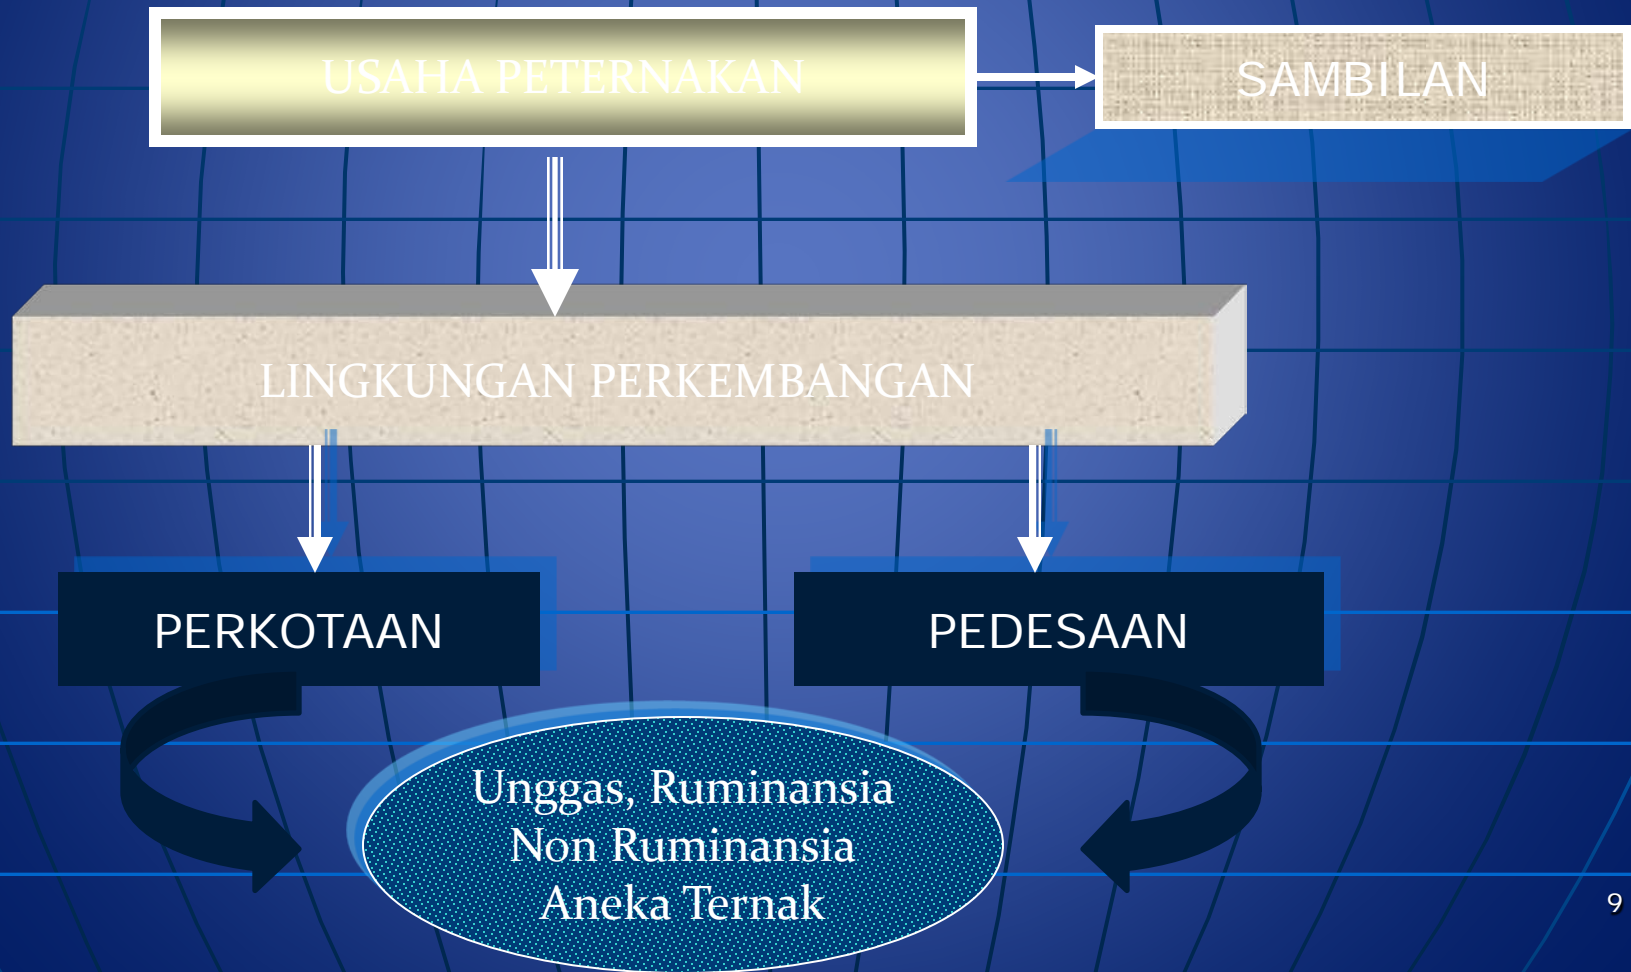 USAHA PETERNAKAN
SAMBILAN
LINGKUNGAN PERKEMBANGAN
PERKOTAAN
PEDESAAN
Unggas, Ruminansia
Non Ruminansia
Aneka Ternak
9